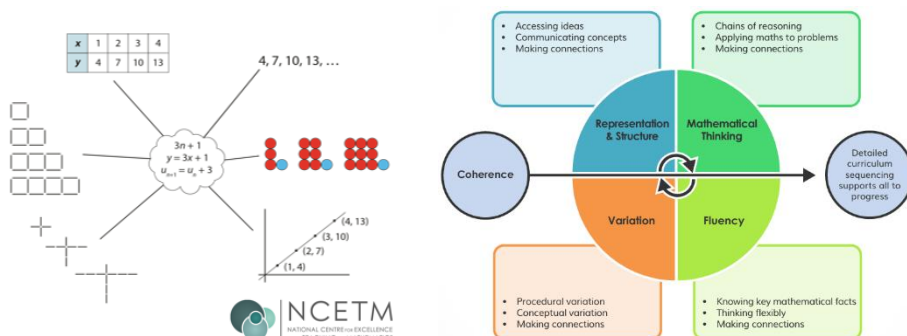 x 1 2 3 4
y 4 7 10 13
4, 7, 10, 13, …
3n + 1
y = 3x + 1
uₙ₊₁ = uₙ + 3
(4, 13)
(3, 10)
(2, 7)
(1, 4)
NCETM
NATIONAL CENTRE FOR EXCELLENCE
• Accessing ideas
• Communicating concepts
• Making connections
• Chains of reasoning
• Applying maths to problems
• Making connections
Representation
& Structure
Mathematical
Thinking
Coherence
Detailed
curriculum
sequencing
supports all to
progress
Variation
Fluency
• Procedural variation
• Conceptual variation
• Making connections
• Knowing key mathematical facts
• Thinking flexibly
• Making connections